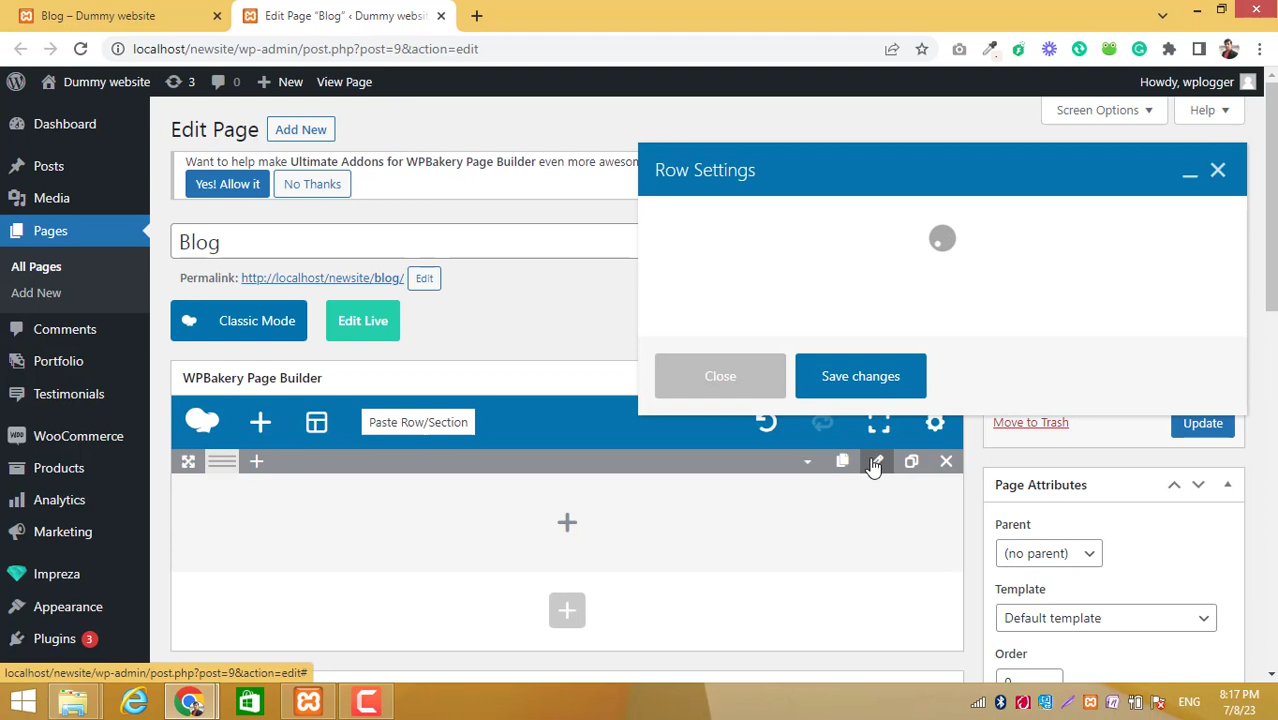 Blog – Dummy website
Edit Page “Blog” ‹ Dummy websit
localhost/newsite/wp-admin/post.php?post=9&action=edit
Dummy website
3
0
New
View Page
Howdy, wplogger
Dashboard
Posts
Media
Pages
All Pages
Add New
Comments
Portfolio
Testimonials
WooCommerce
Products
Analytics
Marketing
Impreza
Appearance
Plugins 3
Screen Options
Help
Edit Page
Add New
Want to help make Ultimate Addons for WPBakery Page Builder even more awesom
Yes! Allow it
No Thanks
Blog
Permalink: http://localhost/newsite/blog/ Edit
Classic Mode
Edit Live
WPBakery Page Builder
Paste Row/Section
Row Settings
Close
Save changes
Move to Trash
Update
Page Attributes
Parent
(no parent)
Template
Default template
Order
localhost/newsite/wp-admin/post.php?post=9&action=edit#
ENG
8:17 PM
7/8/23